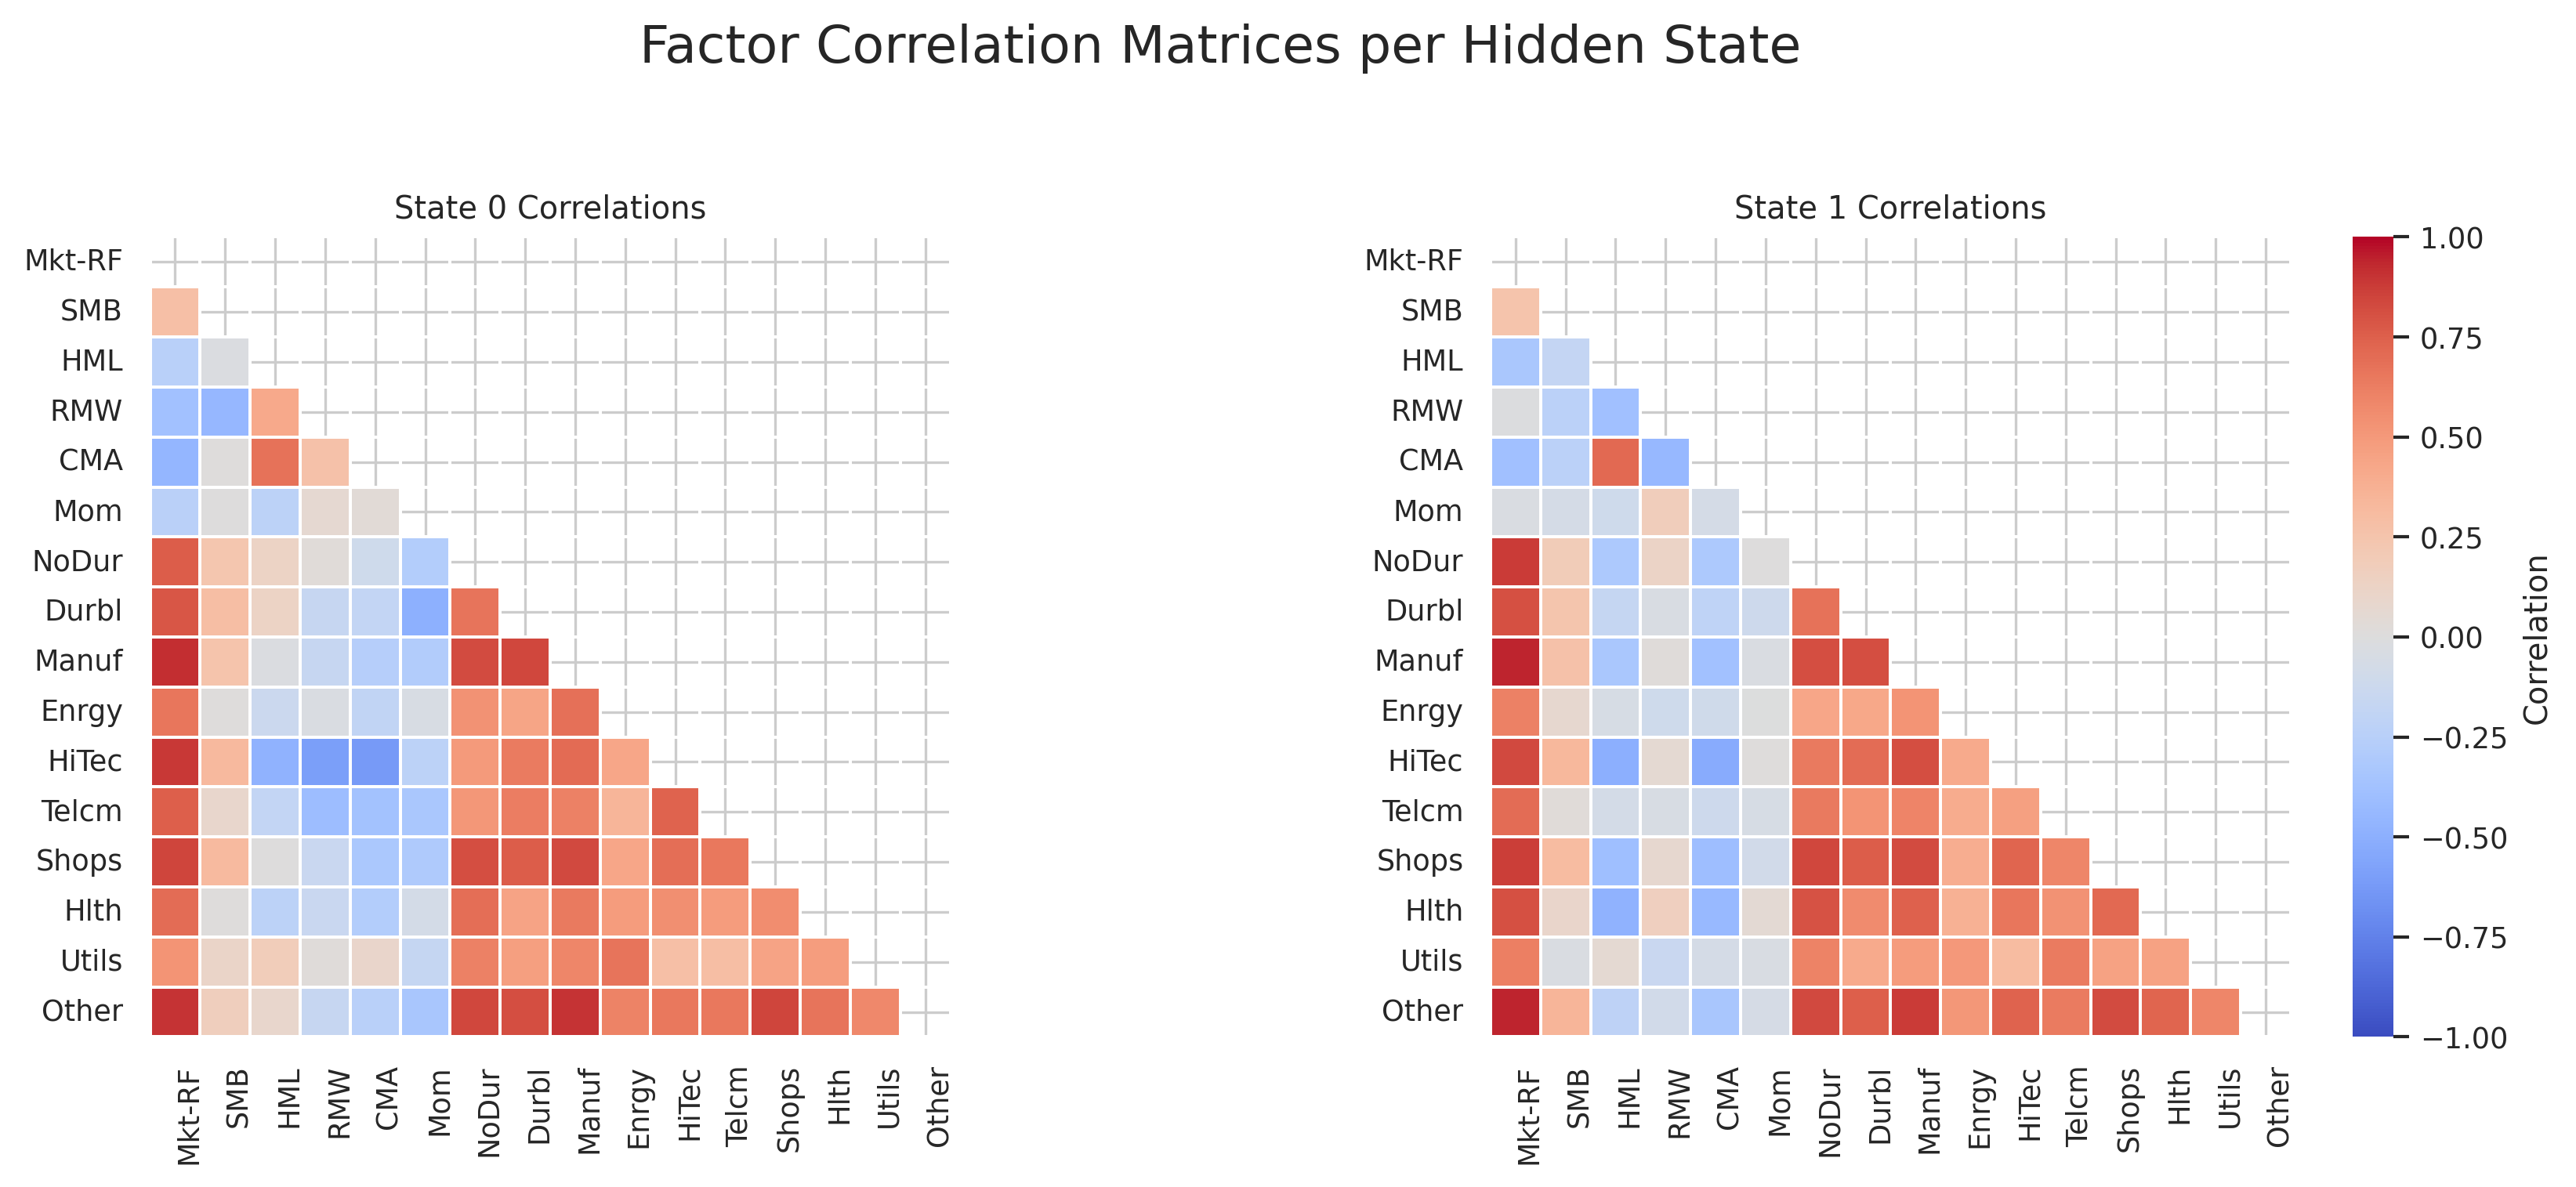 Factor Correlation Matrices per Hidden State
State 0 Correlations
Mkt-RF
SMB
HML
RMW
CMA
Mom
NoDur
Durbl
Manuf
Enrgy
HiTec
Telcm
Shops
Hlth
Utils
Other
Mkt-RF
SMB
HML
RMW
CMA
Mom
NoDur
Durbl
Manuf
Enrgy
HiTec
Telcm
Shops
Hlth
Utils
Other
State 1 Correlations
Mkt-RF
SMB
HML
RMW
CMA
Mom
NoDur
Durbl
Manuf
Enrgy
HiTec
Telcm
Shops
Hlth
Utils
Other
Mkt-RF
SMB
HML
RMW
CMA
Mom
NoDur
Durbl
Manuf
Enrgy
HiTec
Telcm
Shops
Hlth
Utils
Other
1.00
0.75
0.50
0.25
0.00
−0.25
−0.50
−0.75
−1.00
Correlation